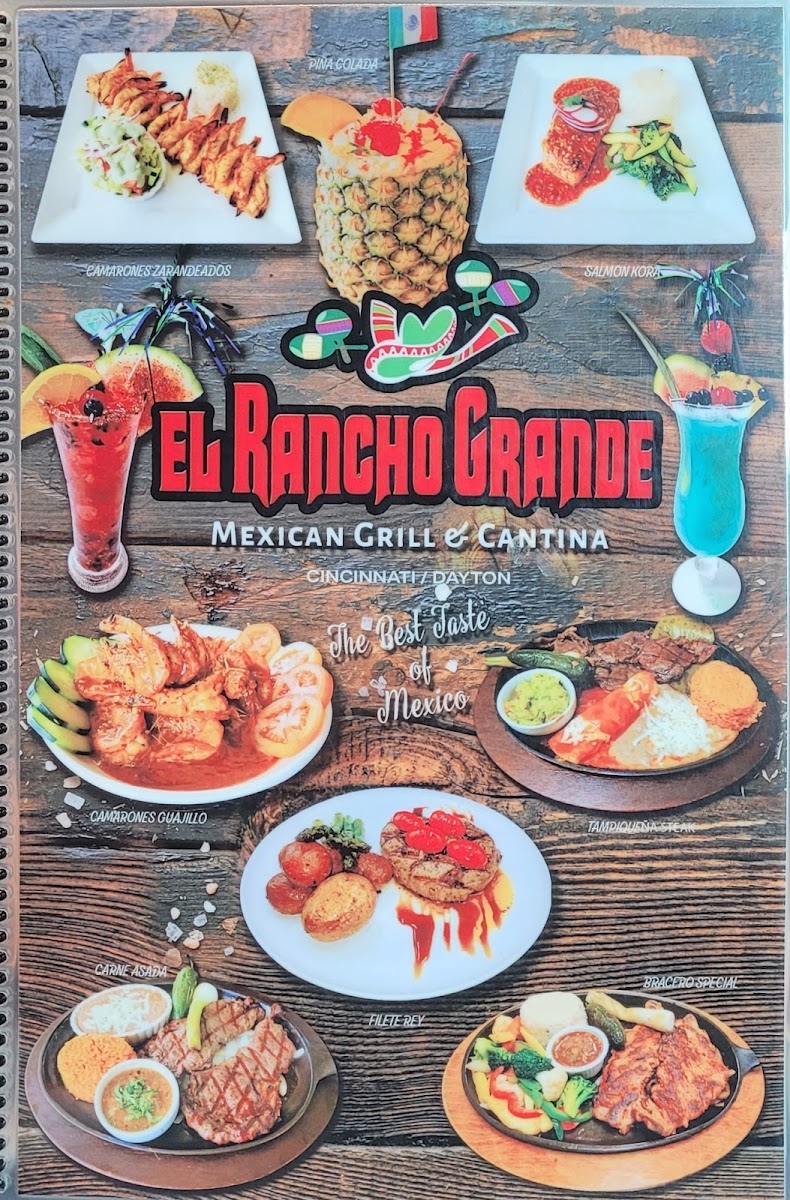 PINA COLADA
CAMARONES ZARANDEADOS
SALMON KORA
EL RANCHO GRANDE
MEXICAN GRILL & CANTINA
CINCINNATI / DAYTON
The Best Taste
of
Mexico
CAMARONES GUAJILLO
TAMPIQUEÑA STEAK
CARNE ASADA
BRACERO SPECIAL
FILETE REY